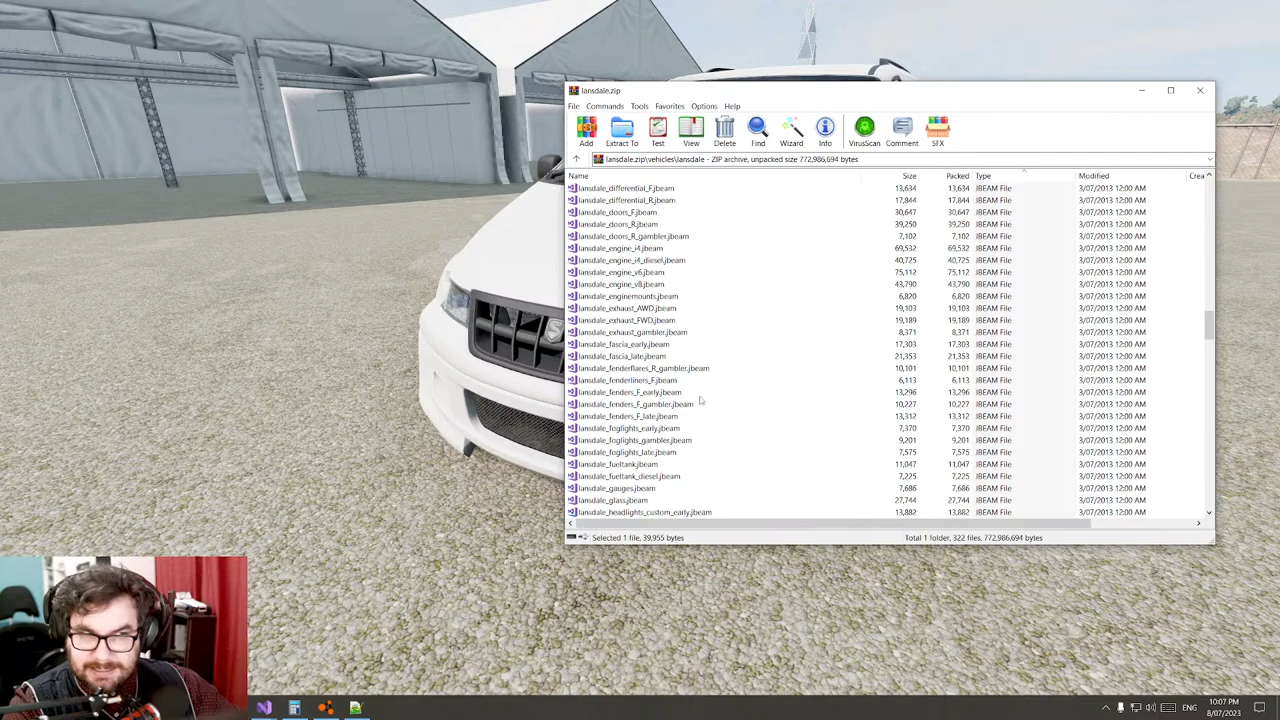 lansdale.zip
File Commands Tools Favorites Options Help
Add Extract To Test View Delete Find Wizard Info VirusScan Comment SFX
lansdale.zip\vehicles\lansdale - ZIP archive, unpacked size 772,986,694 bytes
Name Size Packed Type Modified Crea
lansdale_differential_F.jbeam 13,634 13,634 JBEAM File 3/07/2013 12:00 AM
lansdale_differential_R.jbeam 17,844 17,844 JBEAM File 3/07/2013 12:00 AM
lansdale_doors_F.jbeam 30,647 30,647 JBEAM File 3/07/2013 12:00 AM
lansdale_doors_R.jbeam 39,250 39,250 JBEAM File 3/07/2013 12:00 AM
lansdale_doors_R_gambler.jbeam 7,102 7,102 JBEAM File 3/07/2013 12:00 AM
lansdale_engine_i4.jbeam 69,532 69,532 JBEAM File 3/07/2013 12:00 AM
lansdale_engine_i4_diesel.jbeam 40,725 40,725 JBEAM File 3/07/2013 12:00 AM
lansdale_engine_v6.jbeam 75,112 75,112 JBEAM File 3/07/2013 12:00 AM
lansdale_engine_v8.jbeam 43,790 43,790 JBEAM File 3/07/2013 12:00 AM
lansdale_enginemounts.jbeam 6,820 6,820 JBEAM File 3/07/2013 12:00 AM
lansdale_exhaust_AWD.jbeam 19,103 19,103 JBEAM File 3/07/2013 12:00 AM
lansdale_exhaust_FWD.jbeam 19,189 19,189 JBEAM File 3/07/2013 12:00 AM
lansdale_exhaust_gambler.jbeam 8,371 8,371 JBEAM File 3/07/2013 12:00 AM
lansdale_fascia_early.jbeam 17,303 17,303 JBEAM File 3/07/2013 12:00 AM
lansdale_fascia_late.jbeam 21,353 21,353 JBEAM File 3/07/2013 12:00 AM
lansdale_fenderflares_R_gambler.jbeam 10,101 10,101 JBEAM File 3/07/2013 12:00 AM
lansdale_fenderliners_F.jbeam 6,113 6,113 JBEAM File 3/07/2013 12:00 AM
lansdale_fenders_F_early.jbeam 13,296 13,296 JBEAM File 3/07/2013 12:00 AM
lansdale_fenders_F_gambler.jbeam 10,227 10,227 JBEAM File 3/07/2013 12:00 AM
lansdale_fenders_F_late.jbeam 13,312 13,312 JBEAM File 3/07/2013 12:00 AM
lansdale_foglights_early.jbeam 7,370 7,370 JBEAM File 3/07/2013 12:00 AM
lansdale_foglights_gambler.jbeam 9,201 9,201 JBEAM File 3/07/2013 12:00 AM
lansdale_foglights_late.jbeam 7,575 7,575 JBEAM File 3/07/2013 12:00 AM
lansdale_fueltank.jbeam 11,047 11,047 JBEAM File 3/07/2013 12:00 AM
lansdale_fueltank_diesel.jbeam 7,225 7,225 JBEAM File 3/07/2013 12:00 AM
lansdale_gauges.jbeam 7,686 7,686 JBEAM File 3/07/2013 12:00 AM
lansdale_glass.jbeam 27,744 27,744 JBEAM File 3/07/2013 12:00 AM
lansdale_headlights_custom_early.jbeam 13,882 13,882 JBEAM File 3/07/2013 12:00 AM
Selected 1 file, 39,955 bytes Total 1 folder, 322 files, 772,986,694 bytes
ENG 10:07 PM
8/07/2023